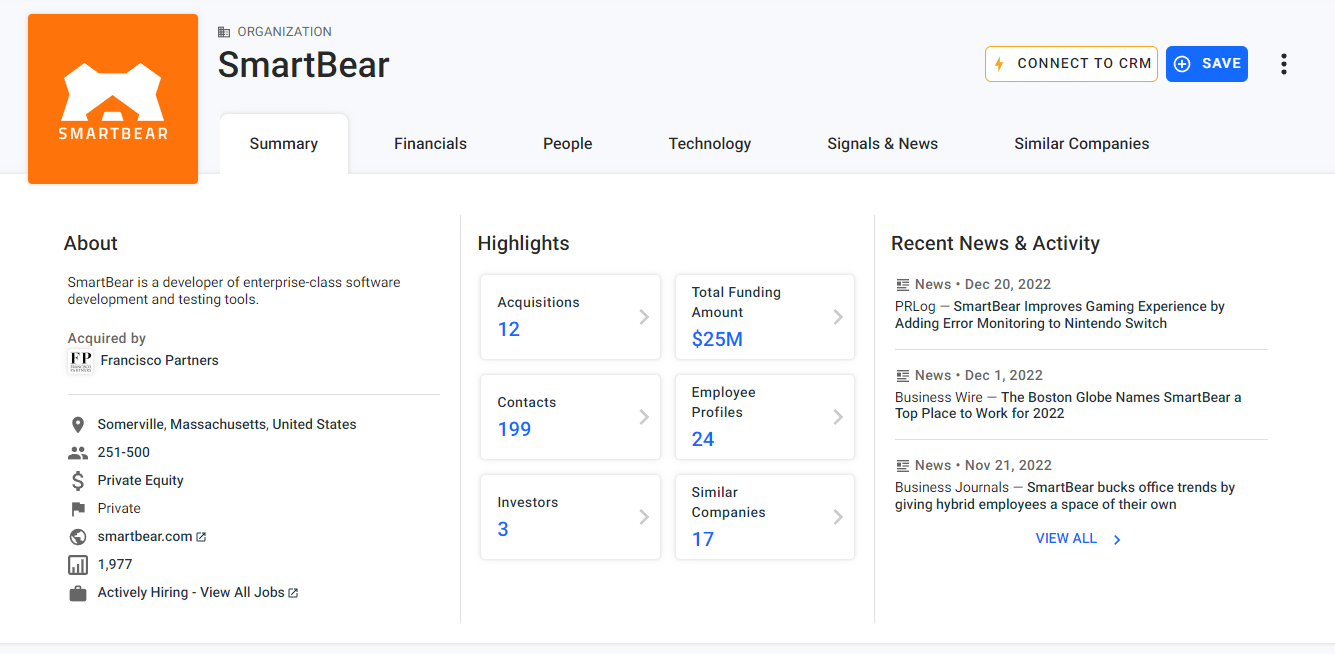 SMARTBEAR
ORGANIZATION
SmartBear
CONNECT TO CRM
SAVE
Summary
Financials
People
Technology
Signals & News
Similar Companies
About
SmartBear is a developer of enterprise-class software
development and testing tools.
Acquired by
FP
Francisco Partners
Somerville, Massachusetts, United States
251-500
Private Equity
Private
smartbear.com
1,977
Actively Hiring - View All Jobs
Highlights
Acquisitions
12
Total Funding
Amount
$25M
Contacts
199
Employee
Profiles
24
Investors
3
Similar
Companies
17
Recent News & Activity
News • Dec 20, 2022
PRLog — SmartBear Improves Gaming Experience by
Adding Error Monitoring to Nintendo Switch
News • Dec 1, 2022
Business Wire — The Boston Globe Names SmartBear a
Top Place to Work for 2022
News • Nov 21, 2022
Business Journals — SmartBear bucks office trends by
giving hybrid employees a space of their own
VIEW ALL